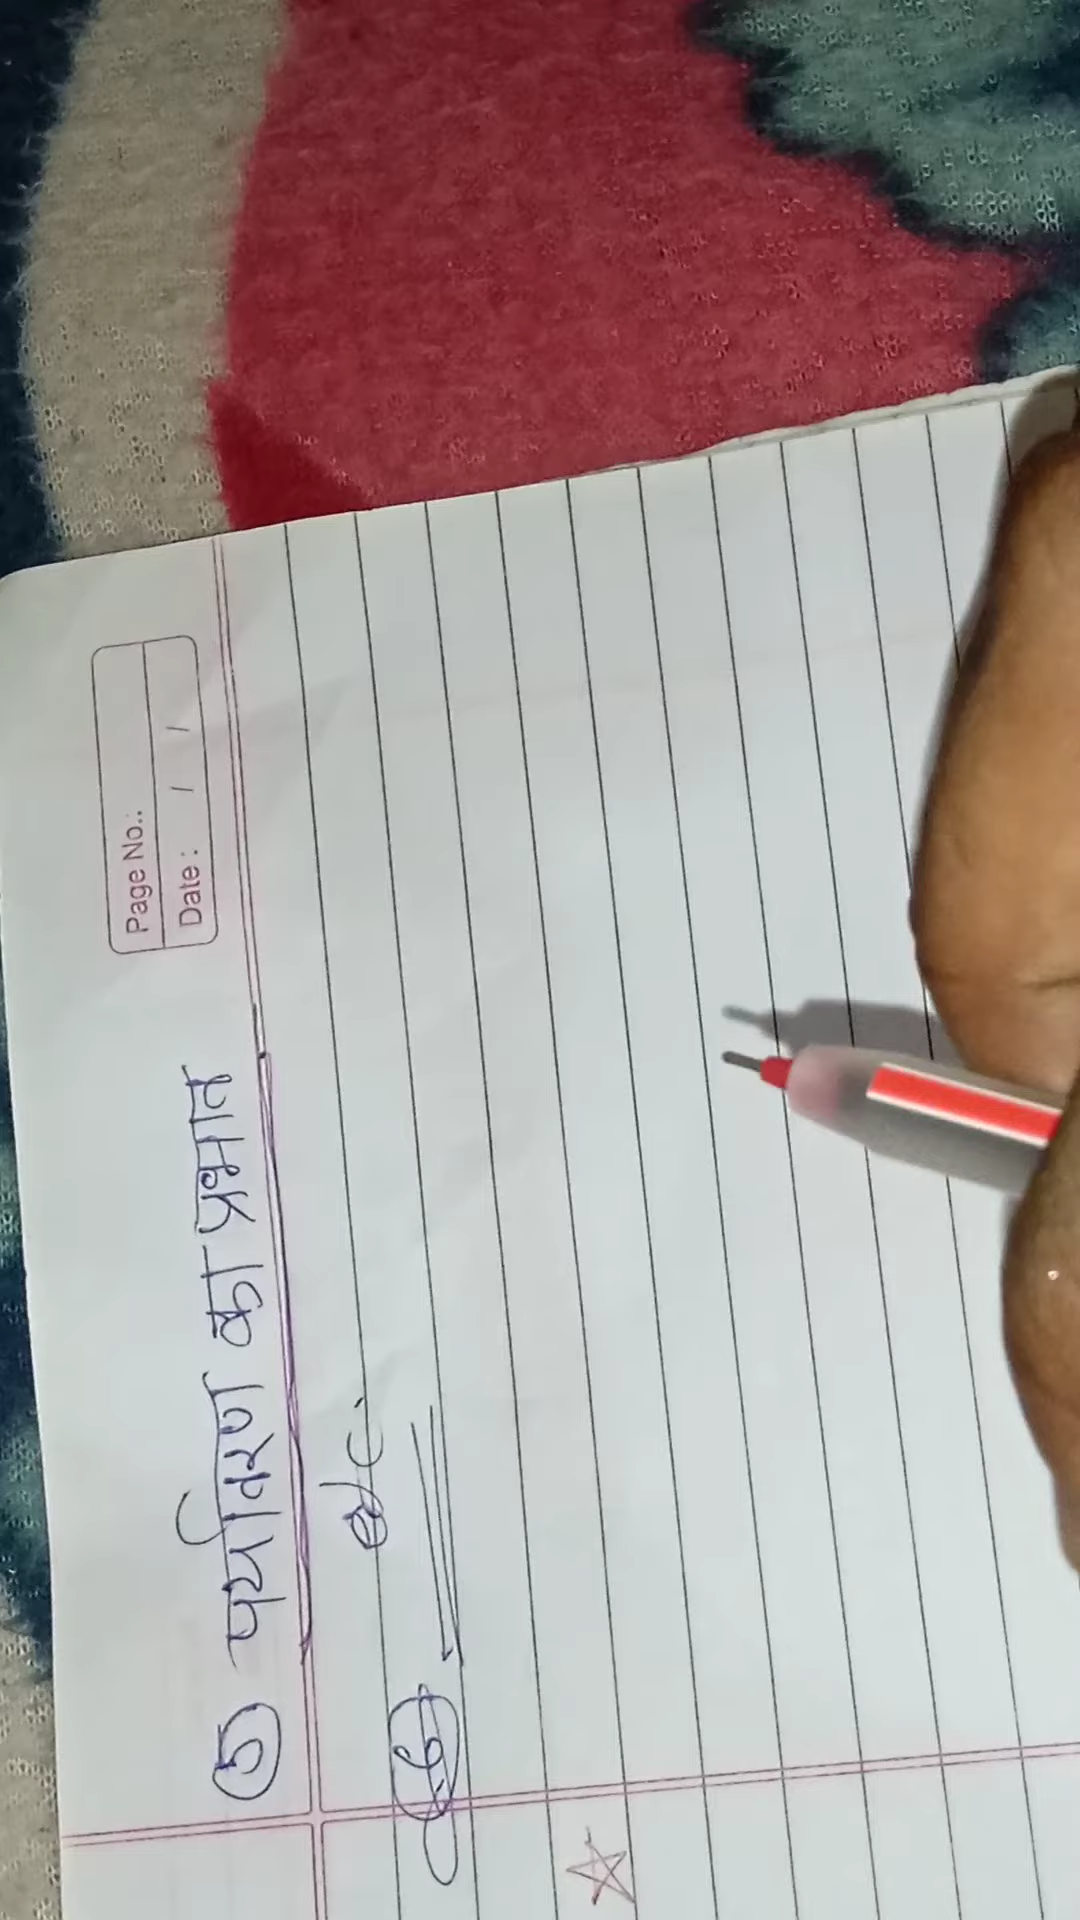 Page No.:
Date : / /
⑤ पर्यावरण का प्रभाव